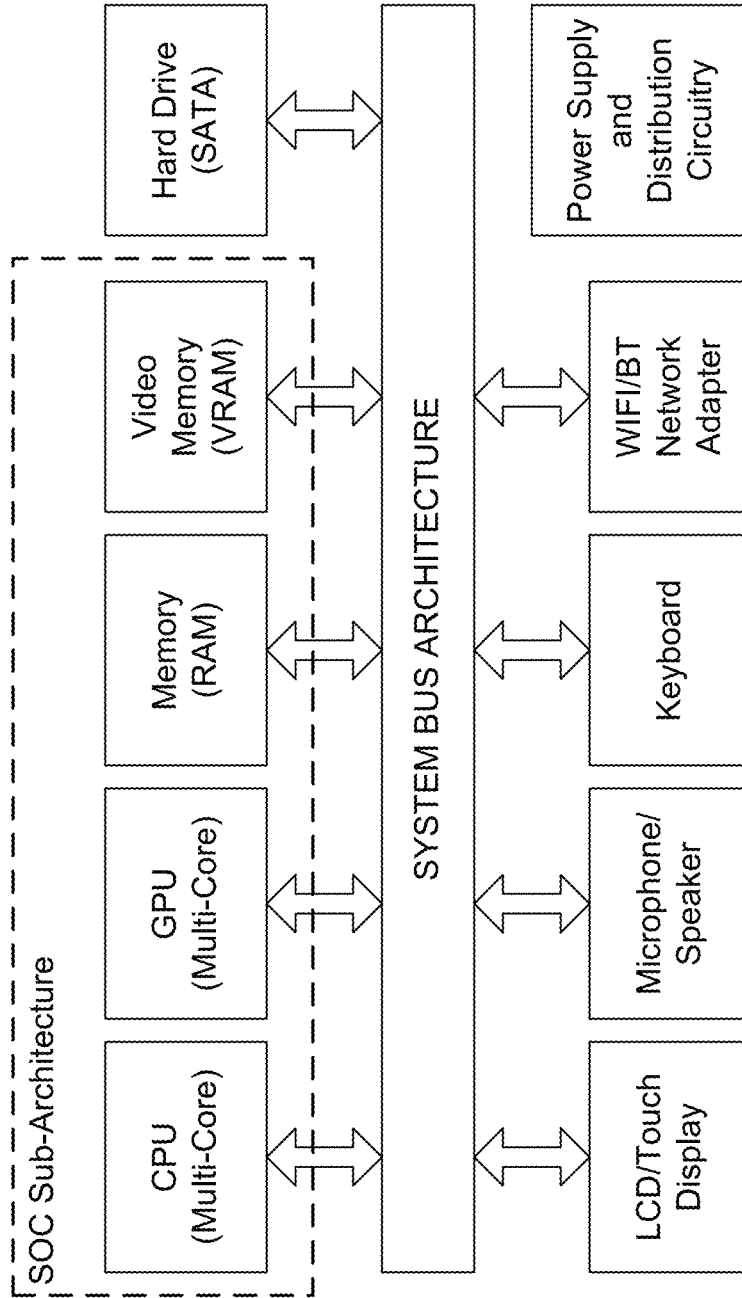 SOC Sub-Architecture
CPU
(Multi-Core)
GPU
(Multi-Core)
Memory
(RAM)
Video
Memory
(VRAM)
Hard Drive
(SATA)
SYSTEM BUS ARCHITECTURE
LCD/Touch
Display
Microphone/
Speaker
Keyboard
WIFI/BT
Network
Adapter
Power Supply
and
Distribution
Circuitry